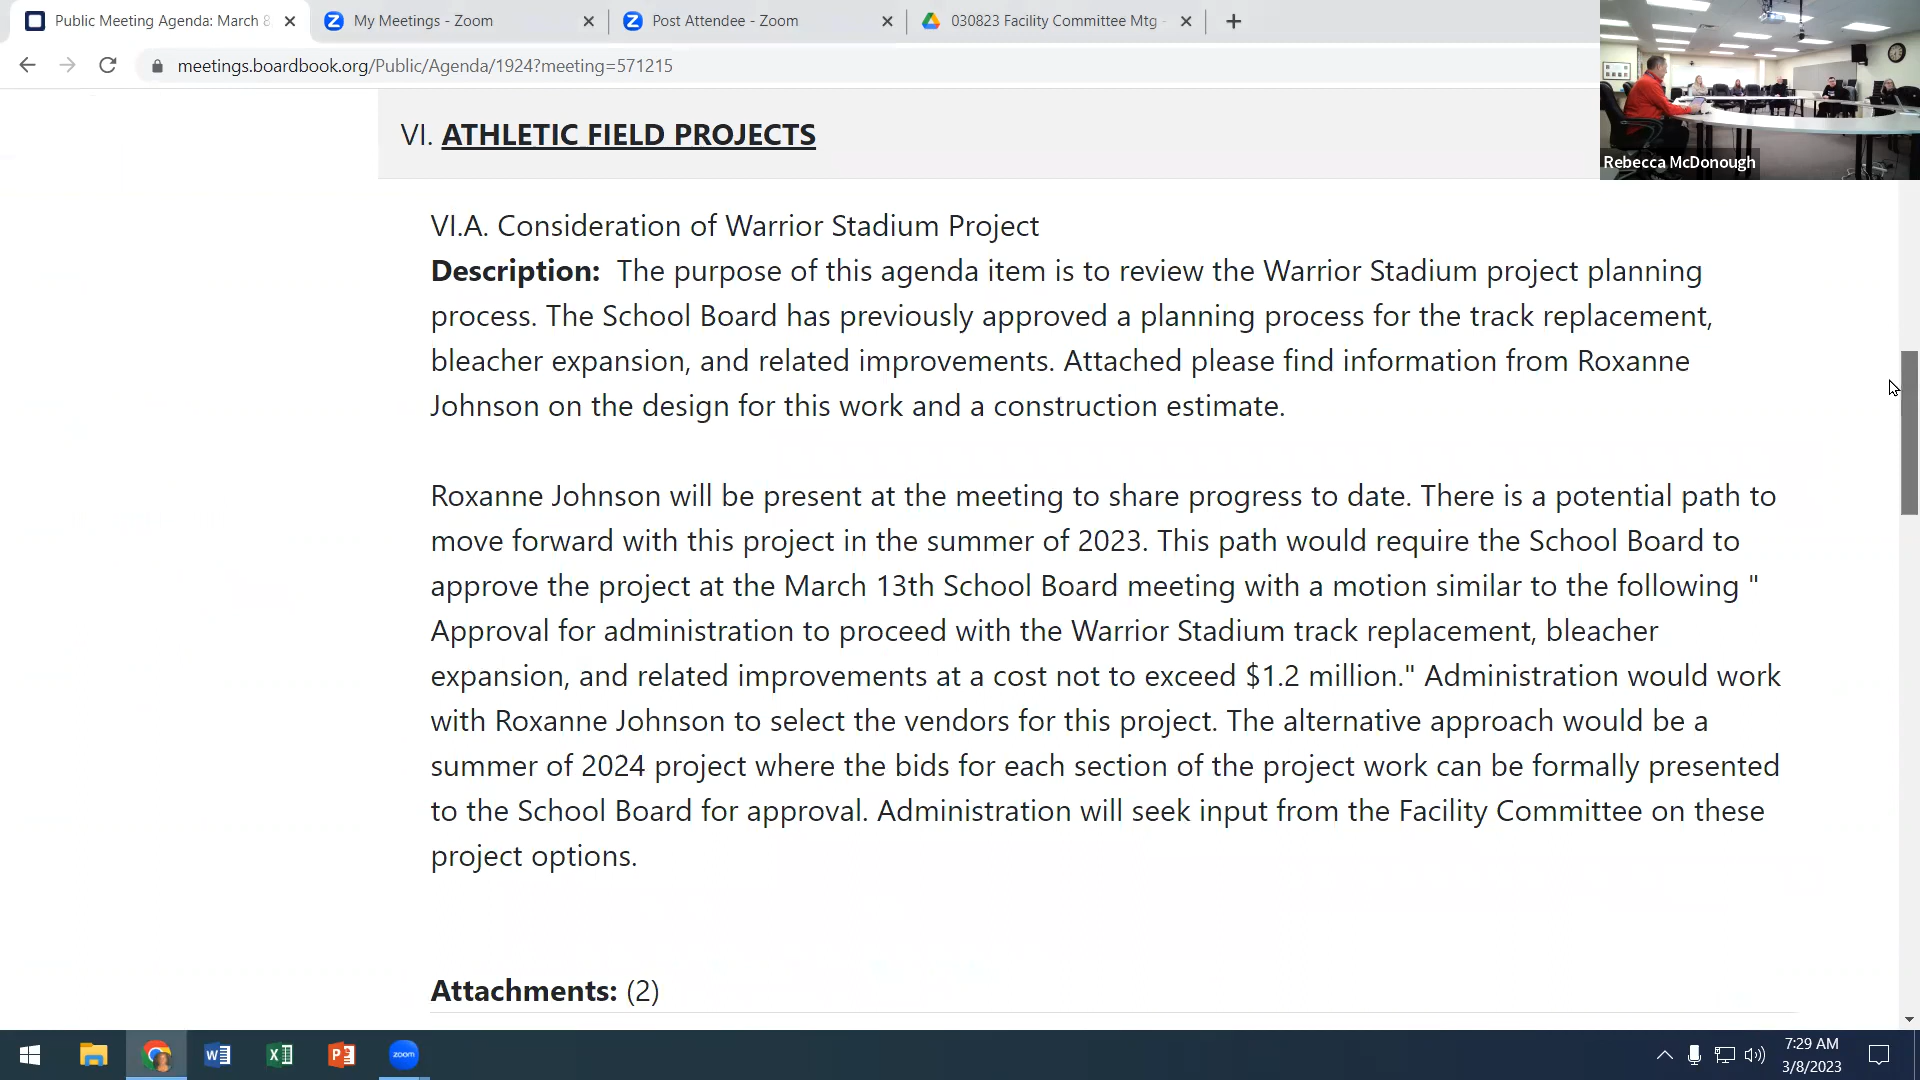 Public Meeting Agenda: March 8
My Meetings - Zoom
Post Attendee - Zoom
030823 Facility Committee Mtg -
meetings.boardbook.org/Public/Agenda/1924?meeting=571215
Rebecca McDonough
VI. ATHLETIC FIELD PROJECTS
VI.A. Consideration of Warrior Stadium Project
Description: The purpose of this agenda item is to review the Warrior Stadium project planning
process. The School Board has previously approved a planning process for the track replacement,
bleacher expansion, and related improvements. Attached please find information from Roxanne
Johnson on the design for this work and a construction estimate.
Roxanne Johnson will be present at the meeting to share progress to date. There is a potential path to
move forward with this project in the summer of 2023. This path would require the School Board to
approve the project at the March 13th School Board meeting with a motion similar to the following "
Approval for administration to proceed with the Warrior Stadium track replacement, bleacher
expansion, and related improvements at a cost not to exceed $1.2 million." Administration would work
with Roxanne Johnson to select the vendors for this project. The alternative approach would be a
summer of 2024 project where the bids for each section of the project work can be formally presented
to the School Board for approval. Administration will seek input from the Facility Committee on these
project options.
Attachments: (2)
zoom
7:29 AM
3/8/2023